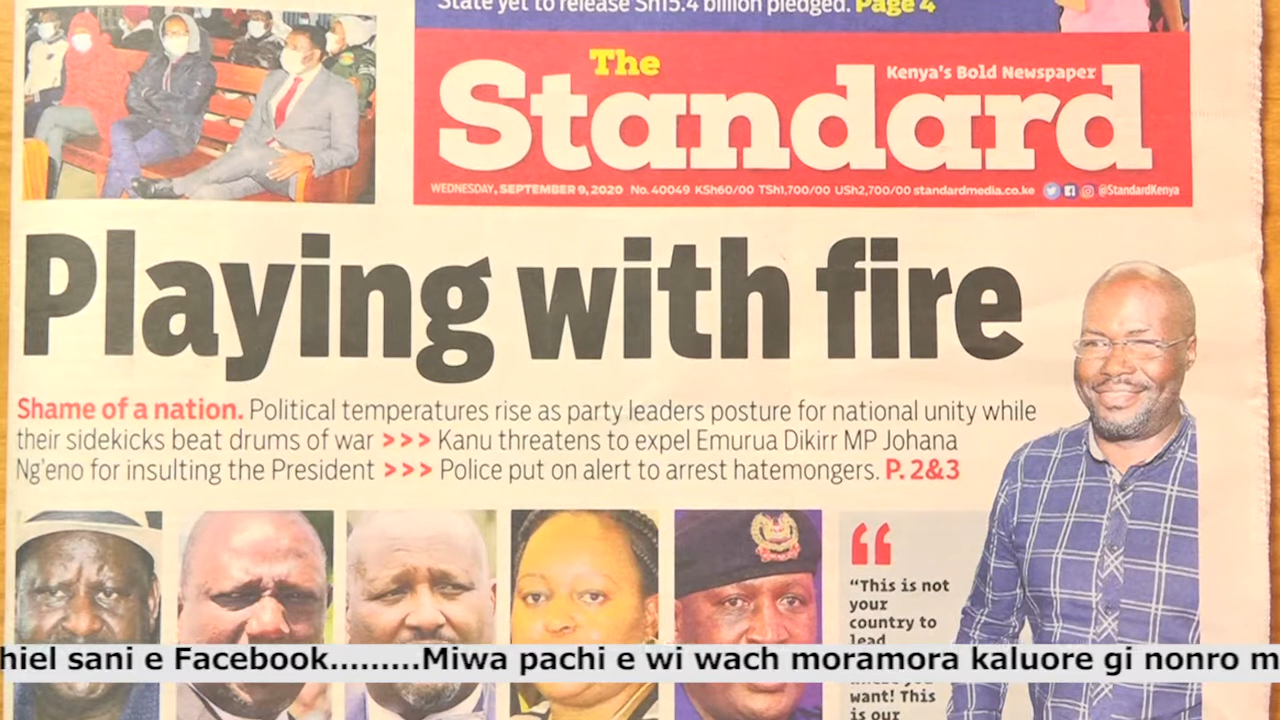 State yet to release Sh15.4 billion pledged. Page 4
The
Standard
Kenya's Bold Newspaper
WEDNESDAY, SEPTEMBER 9, 2020 No. 40049 KSh60/00 TSh1,700/00 USh2,700/00 standardmedia.co.ke @StandardKenya
Playing with fire
Shame of a nation. Political temperatures rise as party leaders posture for national unity while
their sidekicks beat drums of war >>> Kanu threatens to expel Emurua Dikirr MP Johana
Ng'eno for insulting the President >>> Police put on alert to arrest hatemongers. P. 2&3
“This is not
your
country to
lead
want! This
is our
hiel sani e Facebook.........Miwa pachi e wi wach moramora kaluore gi nonro m